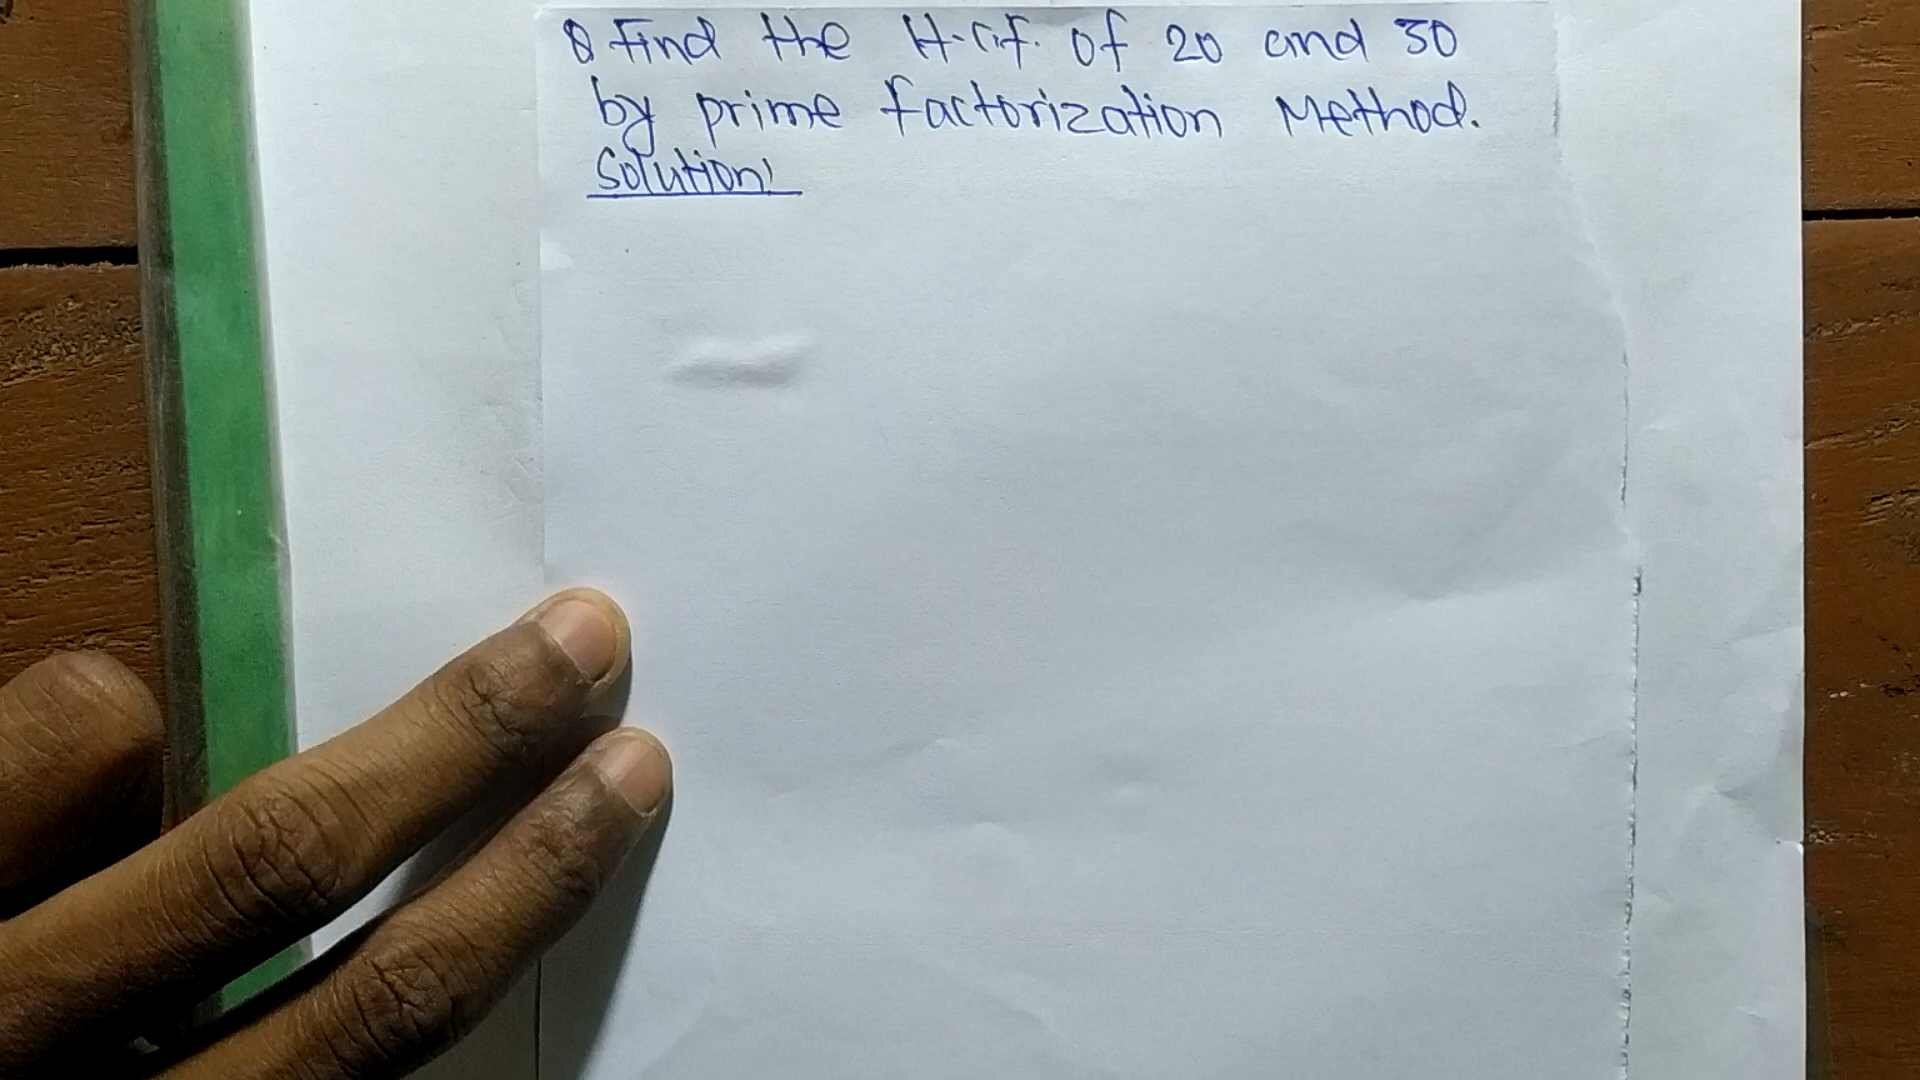 Q Find the H.C.F. of 20 and 30
by prime factorization Method.
Solution: